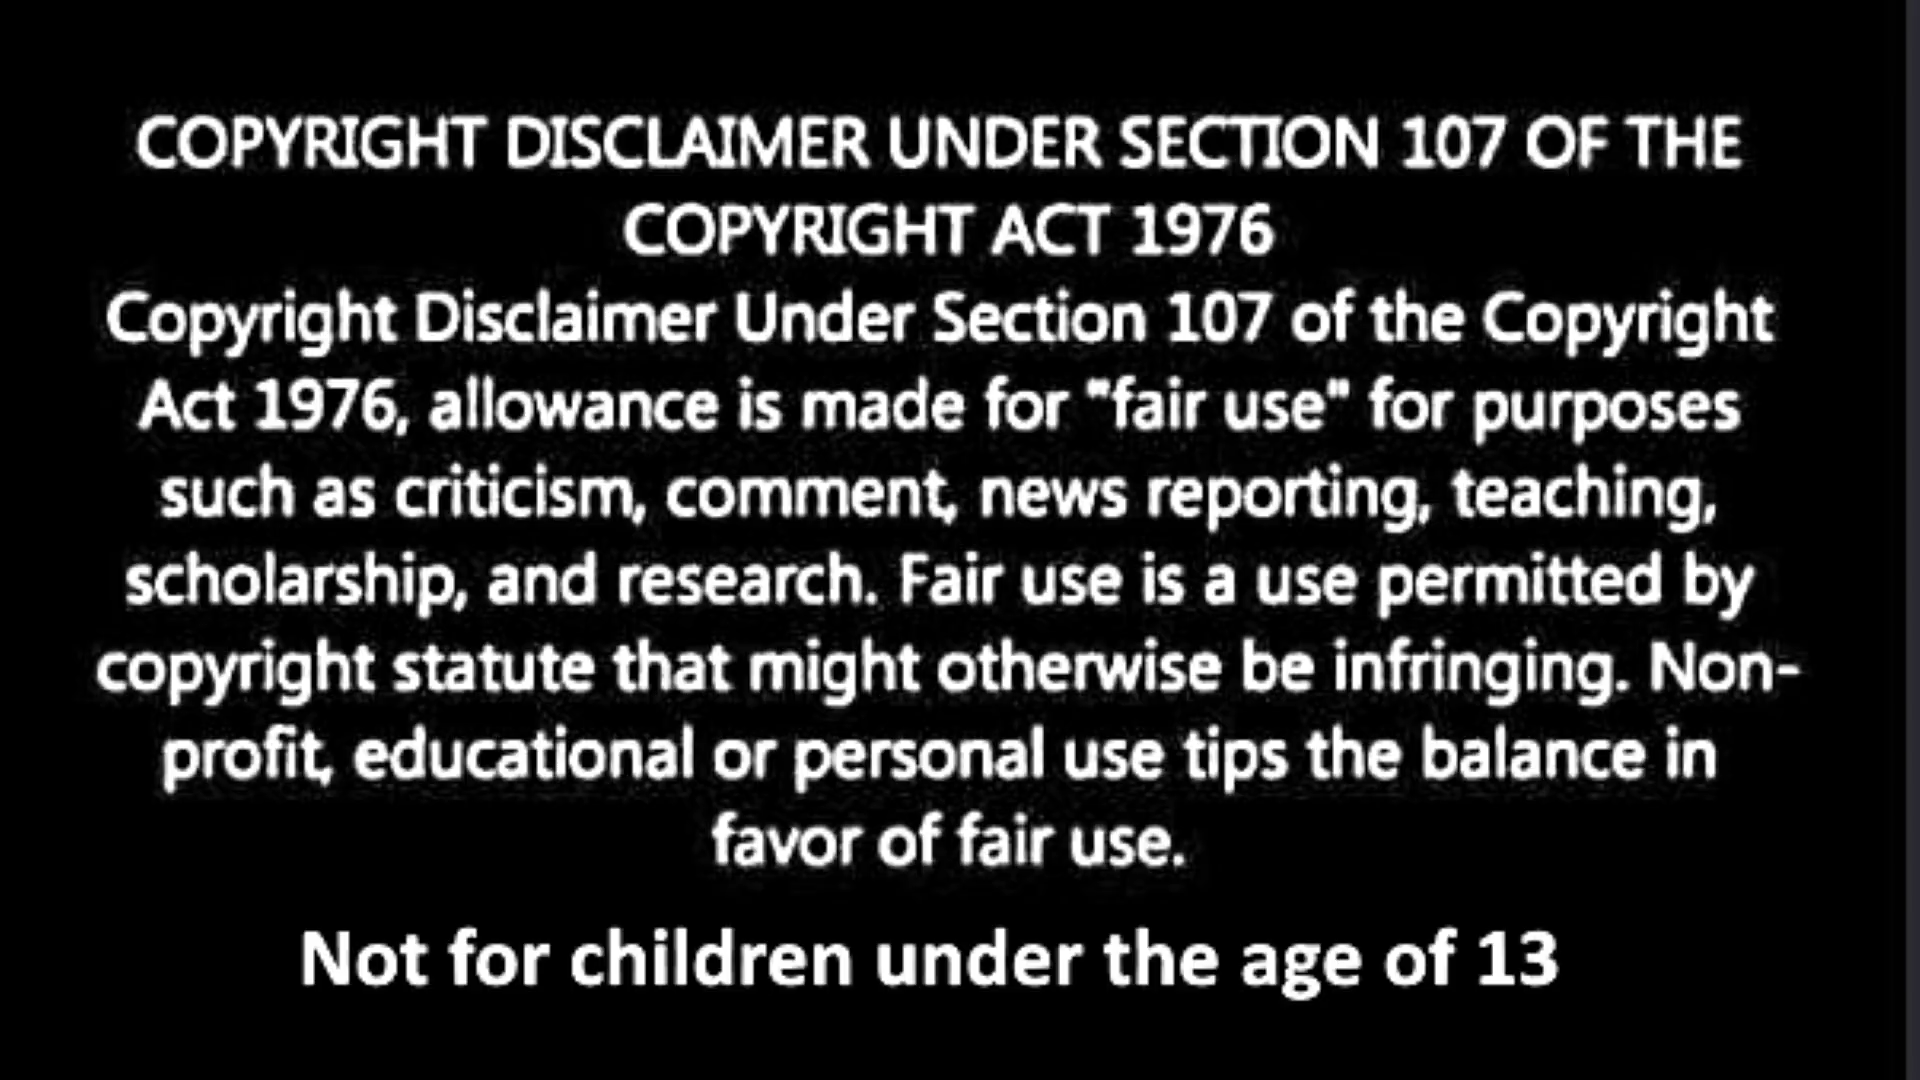 COPYRIGHT DISCLAIMER UNDER SECTION 107 OF THE
COPYRIGHT ACT 1976
Copyright Disclaimer Under Section 107 of the Copyright
Act 1976, allowance is made for "fair use" for purposes
such as criticism, comment, news reporting, teaching,
scholarship, and research. Fair use is a use permitted by
copyright statute that might otherwise be infringing. Non-
profit, educational or personal use tips the balance in
favor of fair use.
Not for children under the age of 13